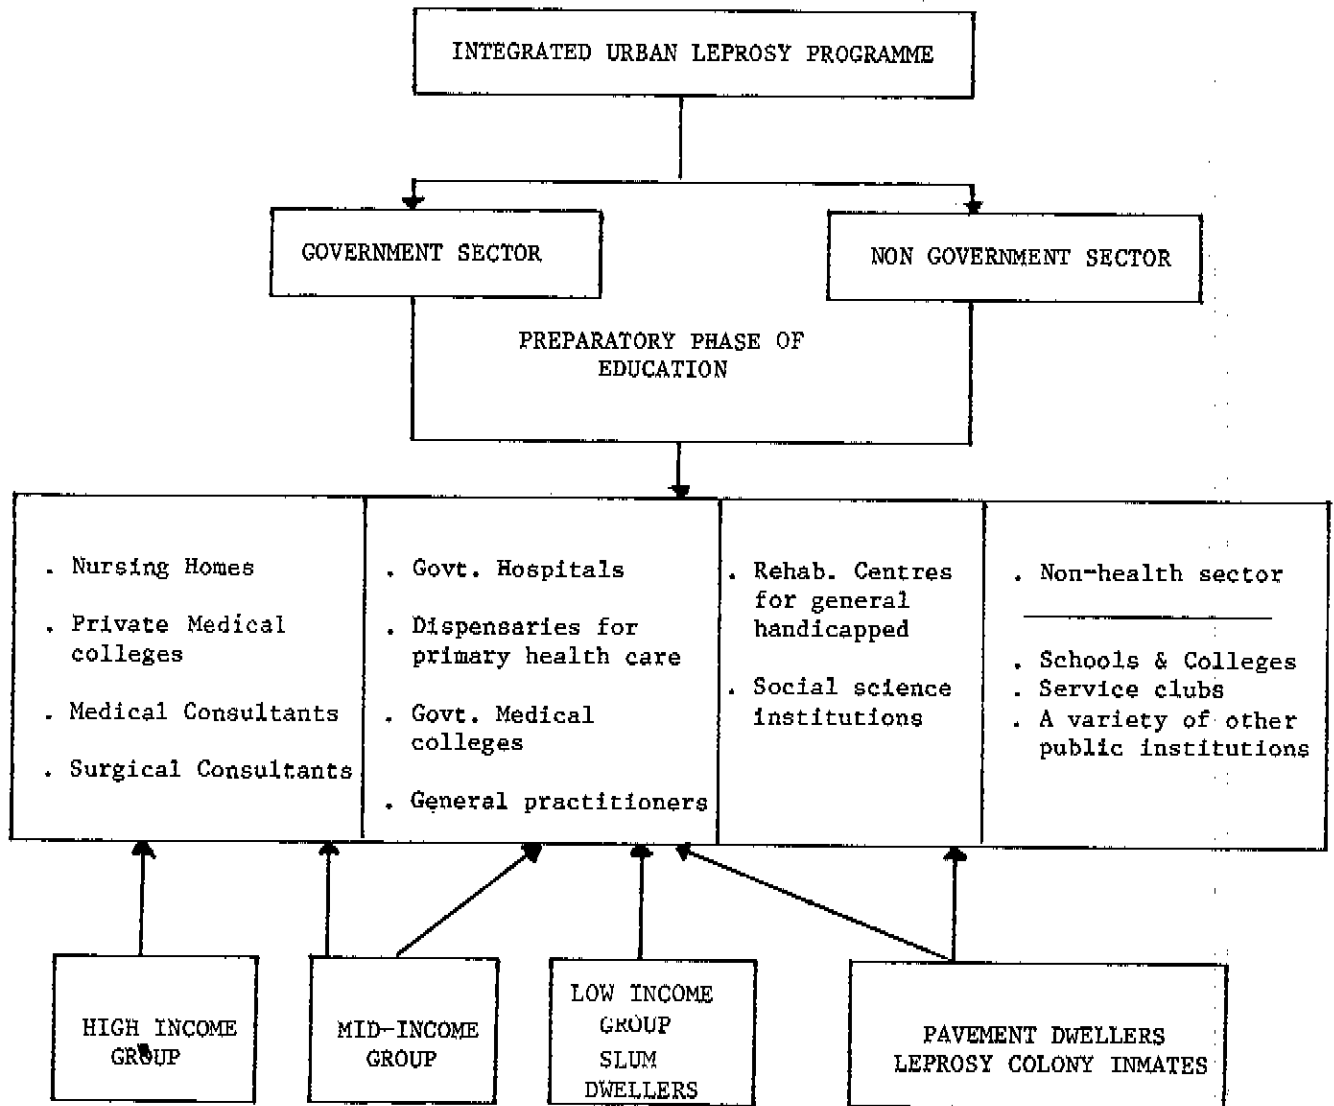 INTEGRATED URBAN LEPROSY PROGRAMME
GOVERNMENT SECTOR
NON GOVERNMENT SECTOR
PREPARATORY PHASE OF
EDUCATION
. Nursing Homes
. Private Medical
colleges
. Medical Consultants
. Surgical Consultants
. Govt. Hospitals
. Dispensaries for
primary health care
. Govt. Medical
colleges
. General practitioners
. Rehab. Centres
for general
handicapped
. Social science
institutions
. Non-health sector
. Schools & Colleges
. Service clubs
. A variety of other
public institutions
HIGH INCOME
GROUP
MID-INCOME
GROUP
LOW INCOME
GROUP
SLUM
DWELLERS
PAVEMENT DWELLERS
LEPROSY COLONY INMATES